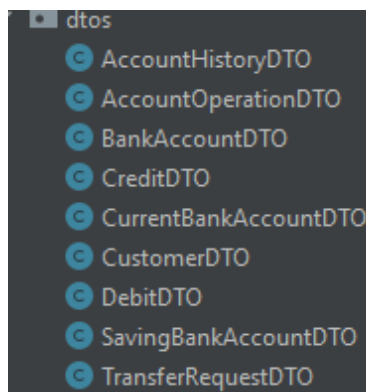 dtos
C AccountHistoryDTO
C AccountOperationDTO
C BankAccountDTO
C CreditDTO
C CurrentBankAccountDTO
C CustomerDTO
C DebitDTO
C SavingBankAccountDTO
C TransferRequestDTO